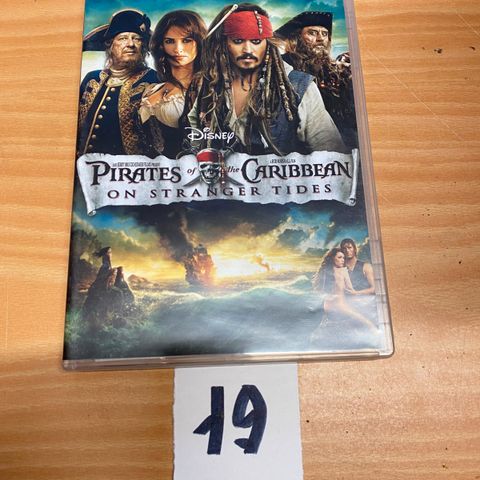 Disney
PIRATES of the CARIBBEAN
ON STRANGER TIDES
19